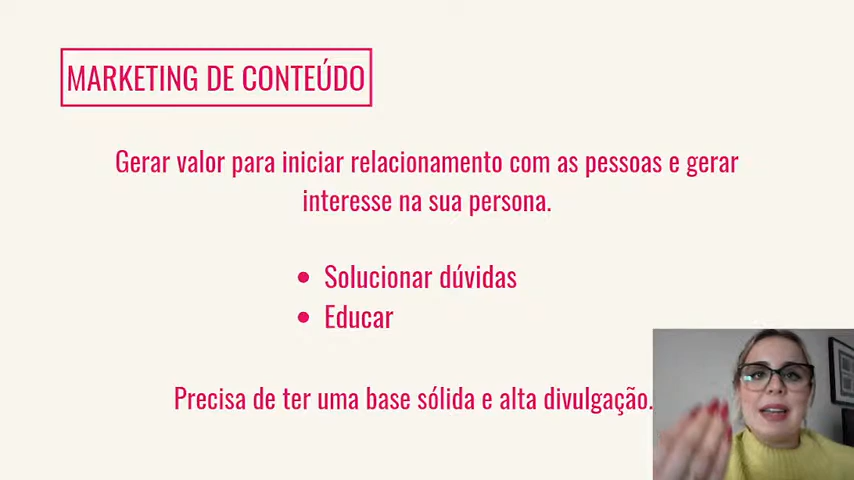 MARKETING DE CONTEÚDO
Gerar valor para iniciar relacionamento com as pessoas e gerar
interesse na sua persona.
• Solucionar dúvidas
• Educar
Precisa de ter uma base sólida e alta divulgação.